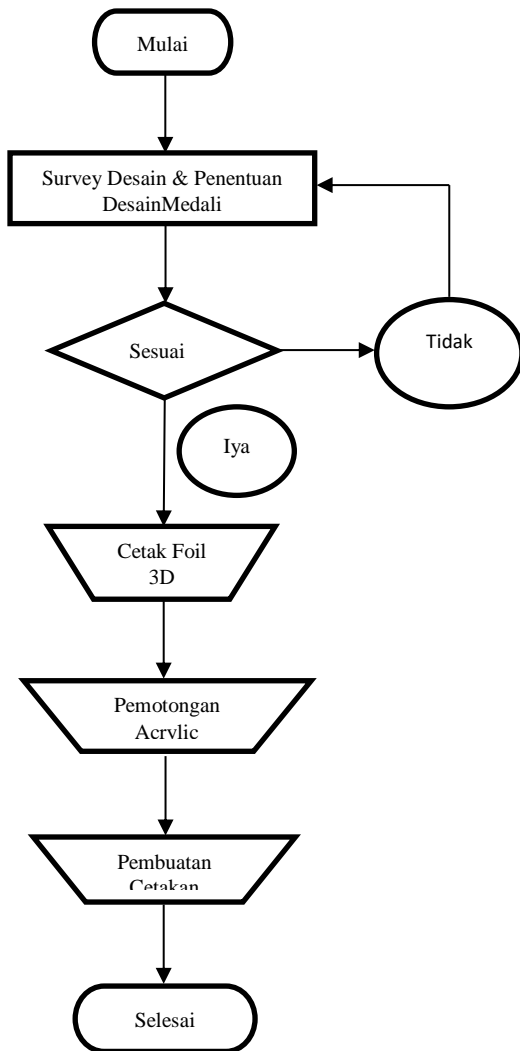 Mulai
Survey Desain & Penentuan
DesainMedali
Sesuai
Tidak
Iya
Cetak Foil
3D
Pemotongan
Acrylic
Pembuatan
Cetakan
Selesai